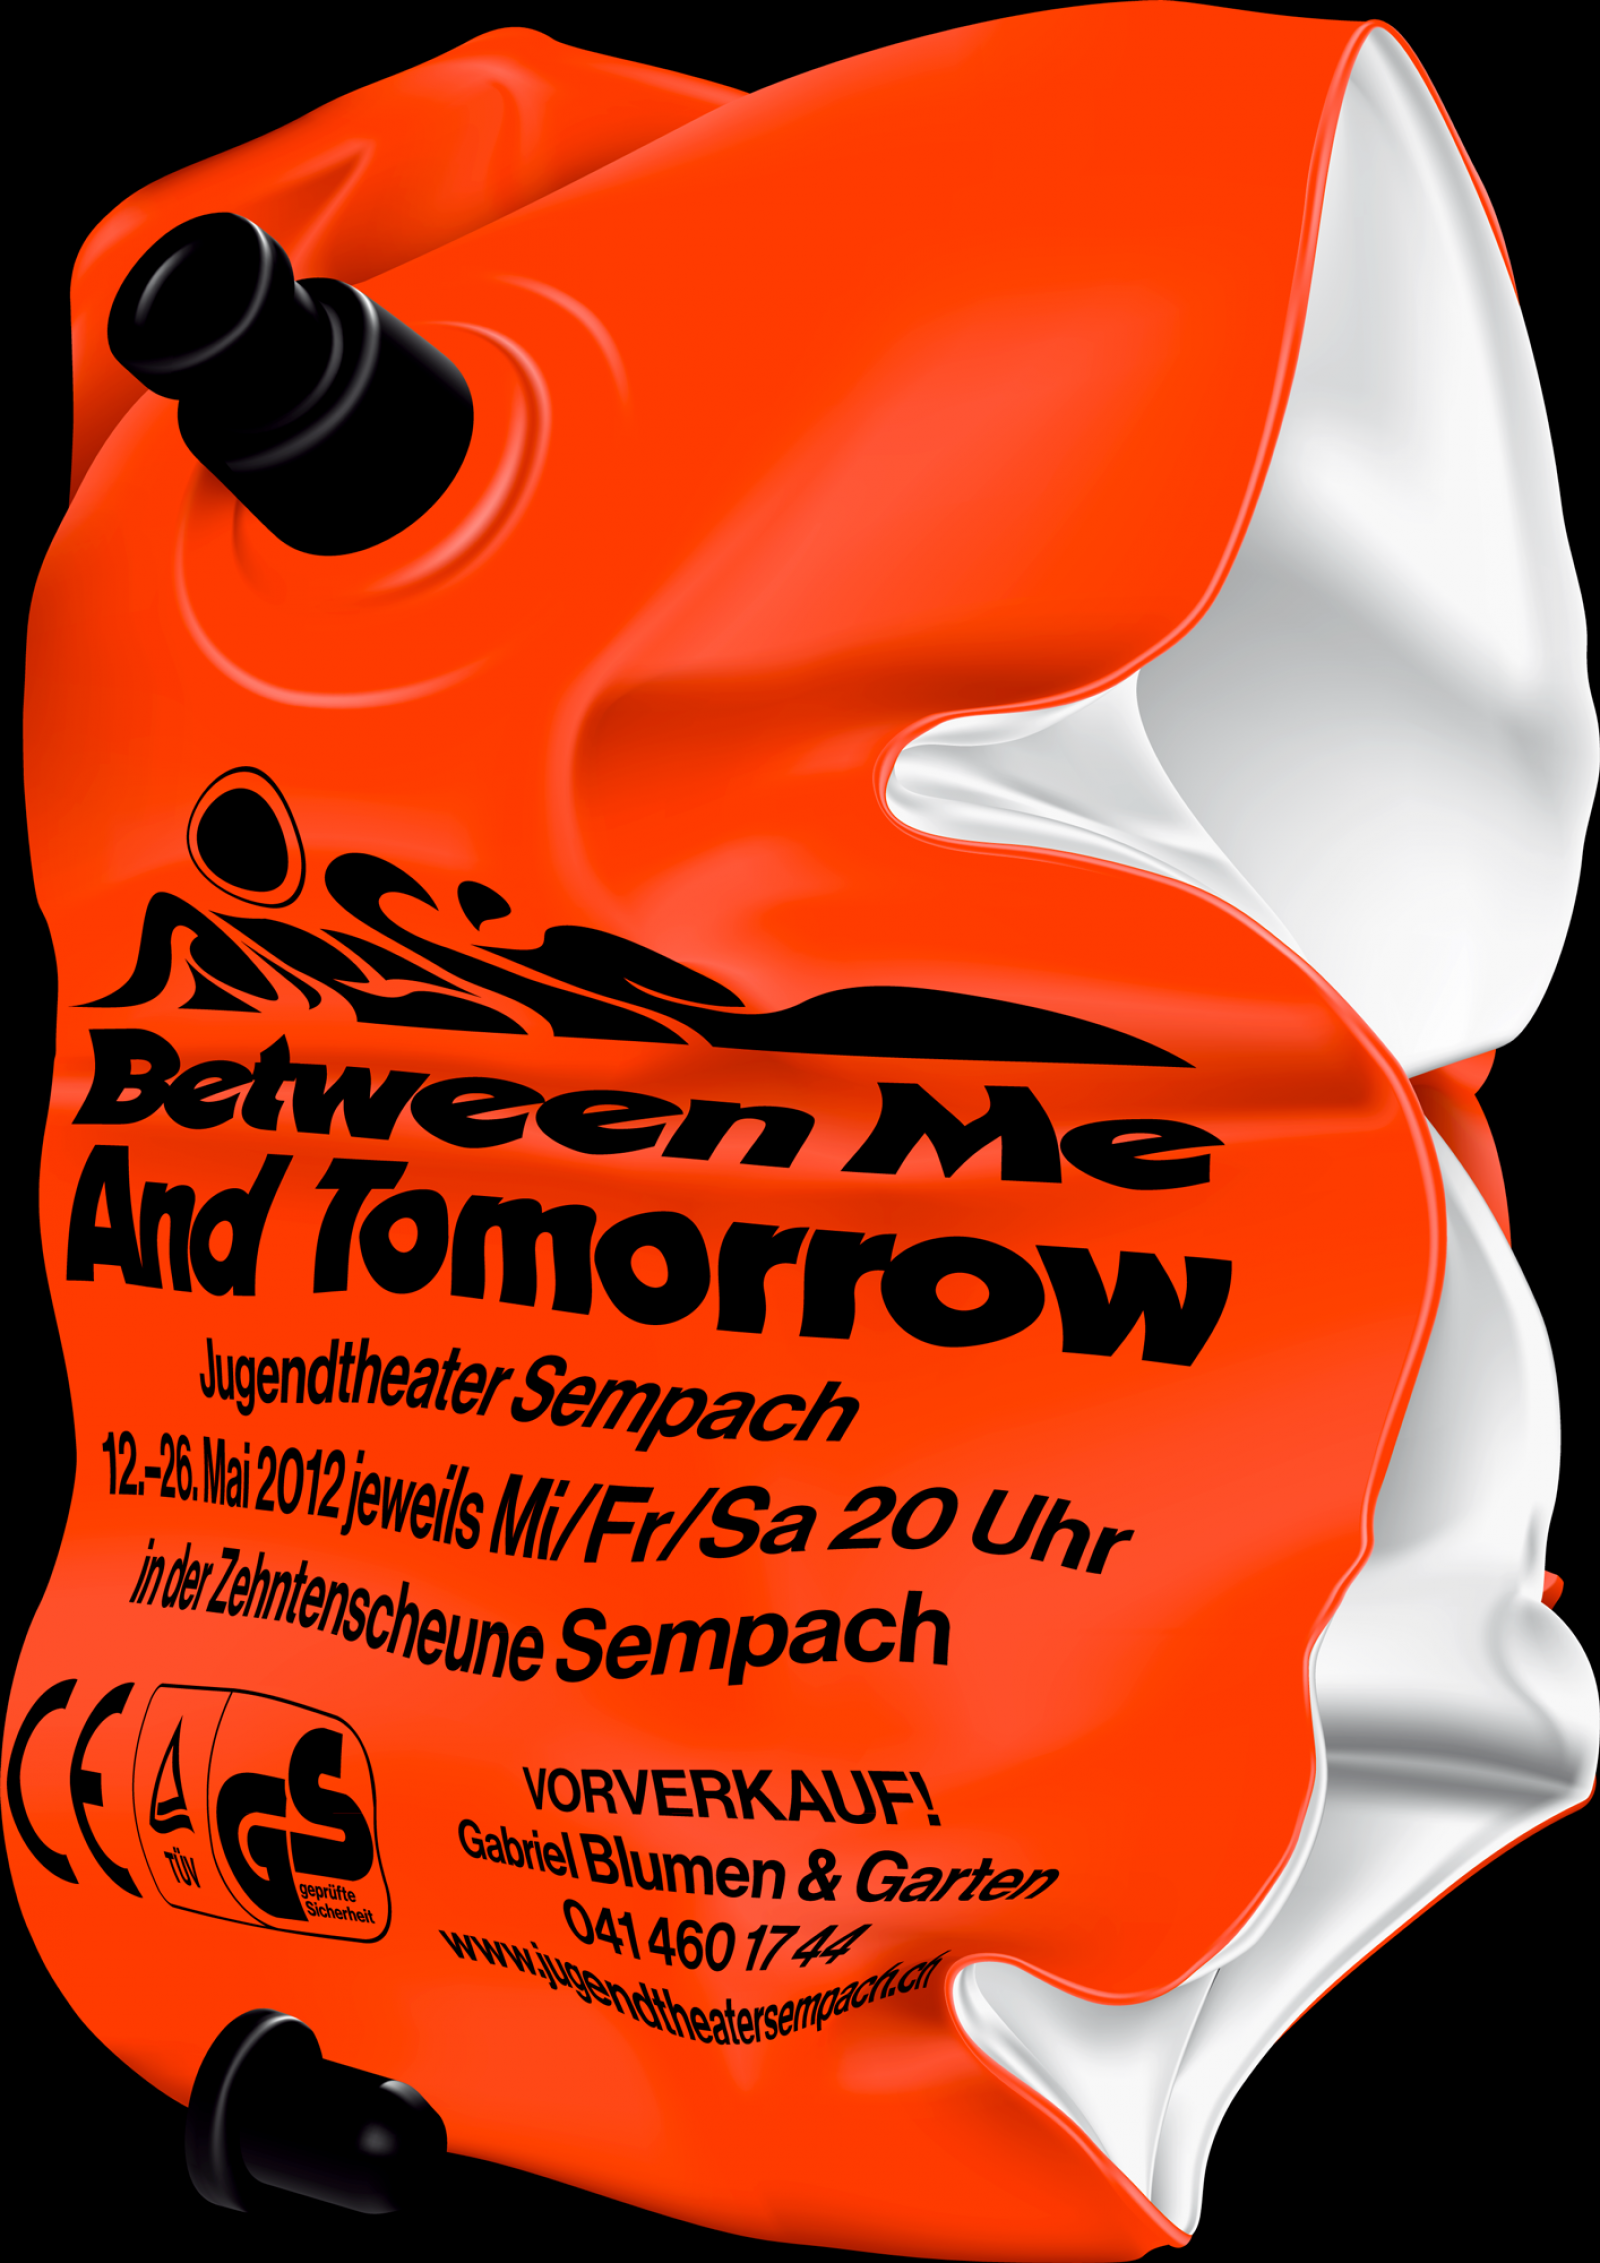 Between Me
And Tomorrow
Jugendtheater Sempach
12.–26. Mai 2012 jeweils Mi/Fr/Sa 20 Uhr
in der Zehntenscheune Sempach
CE
TÜV
GS
geprüfte
Sicherheit
VORVERKAUF!
Gabriel Blumen & Garten
041 460 17 44
www.jugendtheatersempach.ch